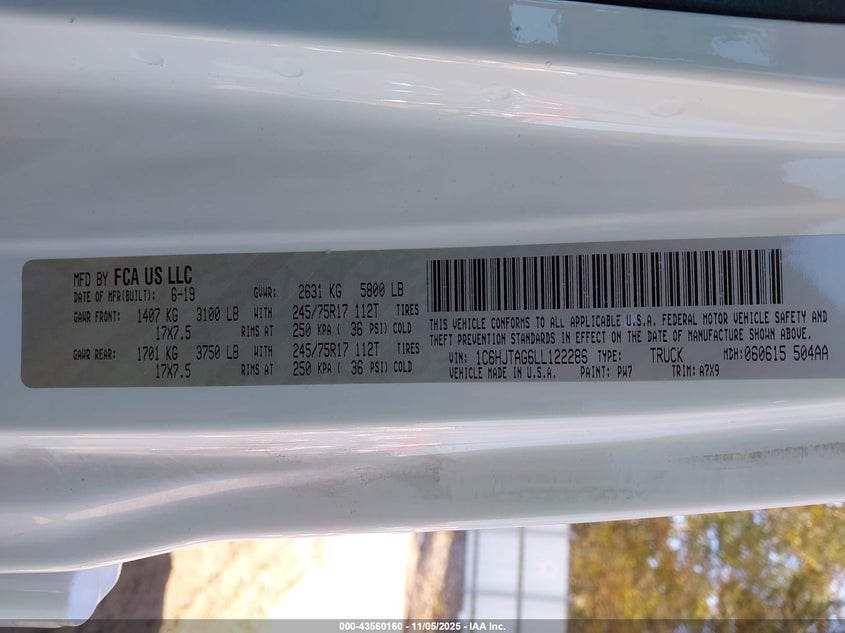 MFD BY FCA US LLC
DATE OF MFR(BUILT): 6-19 GVWR: 2631 KG 5800 LB
GAWR FRONT: 1407 KG 3100 LB WITH 245/75R17 112T TIRES
17X7.5 RIMS AT 250 KPA ( 36 PSI) COLD
GAWR REAR: 1701 KG 3750 LB WITH 245/75R17 112T TIRES
17X7.5 RIMS AT 250 KPA ( 36 PSI) COLD
THIS VEHICLE CONFORMS TO ALL APPLICABLE U.S.A. FEDERAL MOTOR VEHICLE SAFETY AND
THEFT PREVENTION STANDARDS IN EFFECT ON THE DATE OF MANUFACTURE SHOWN ABOVE.
VIN: 1C6HJTAG6LL122286 TYPE: TRUCK MDH: 060615 504AA
VEHICLE MADE IN U.S.A. PAINT: PW7 TRIM: A7X9
000-43560160 - 11/05/2025 - IAA Inc.